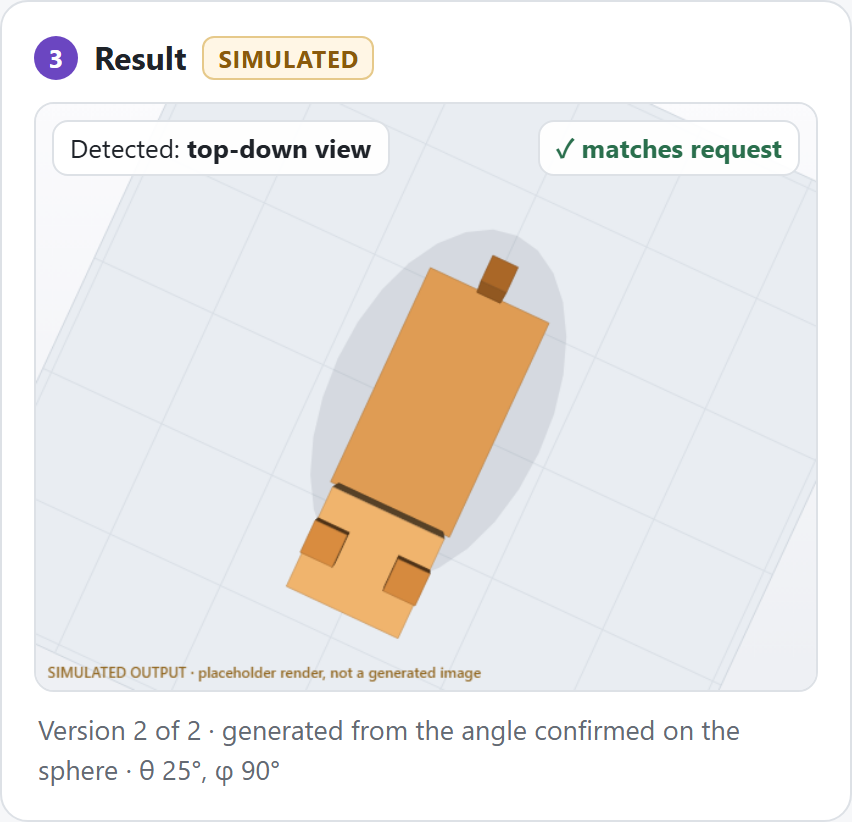 3 Result SIMULATED
Detected: top-down view ✓ matches request
SIMULATED OUTPUT · placeholder render, not a generated image
Version 2 of 2 · generated from the angle confirmed on the
sphere · θ 25°, φ 90°